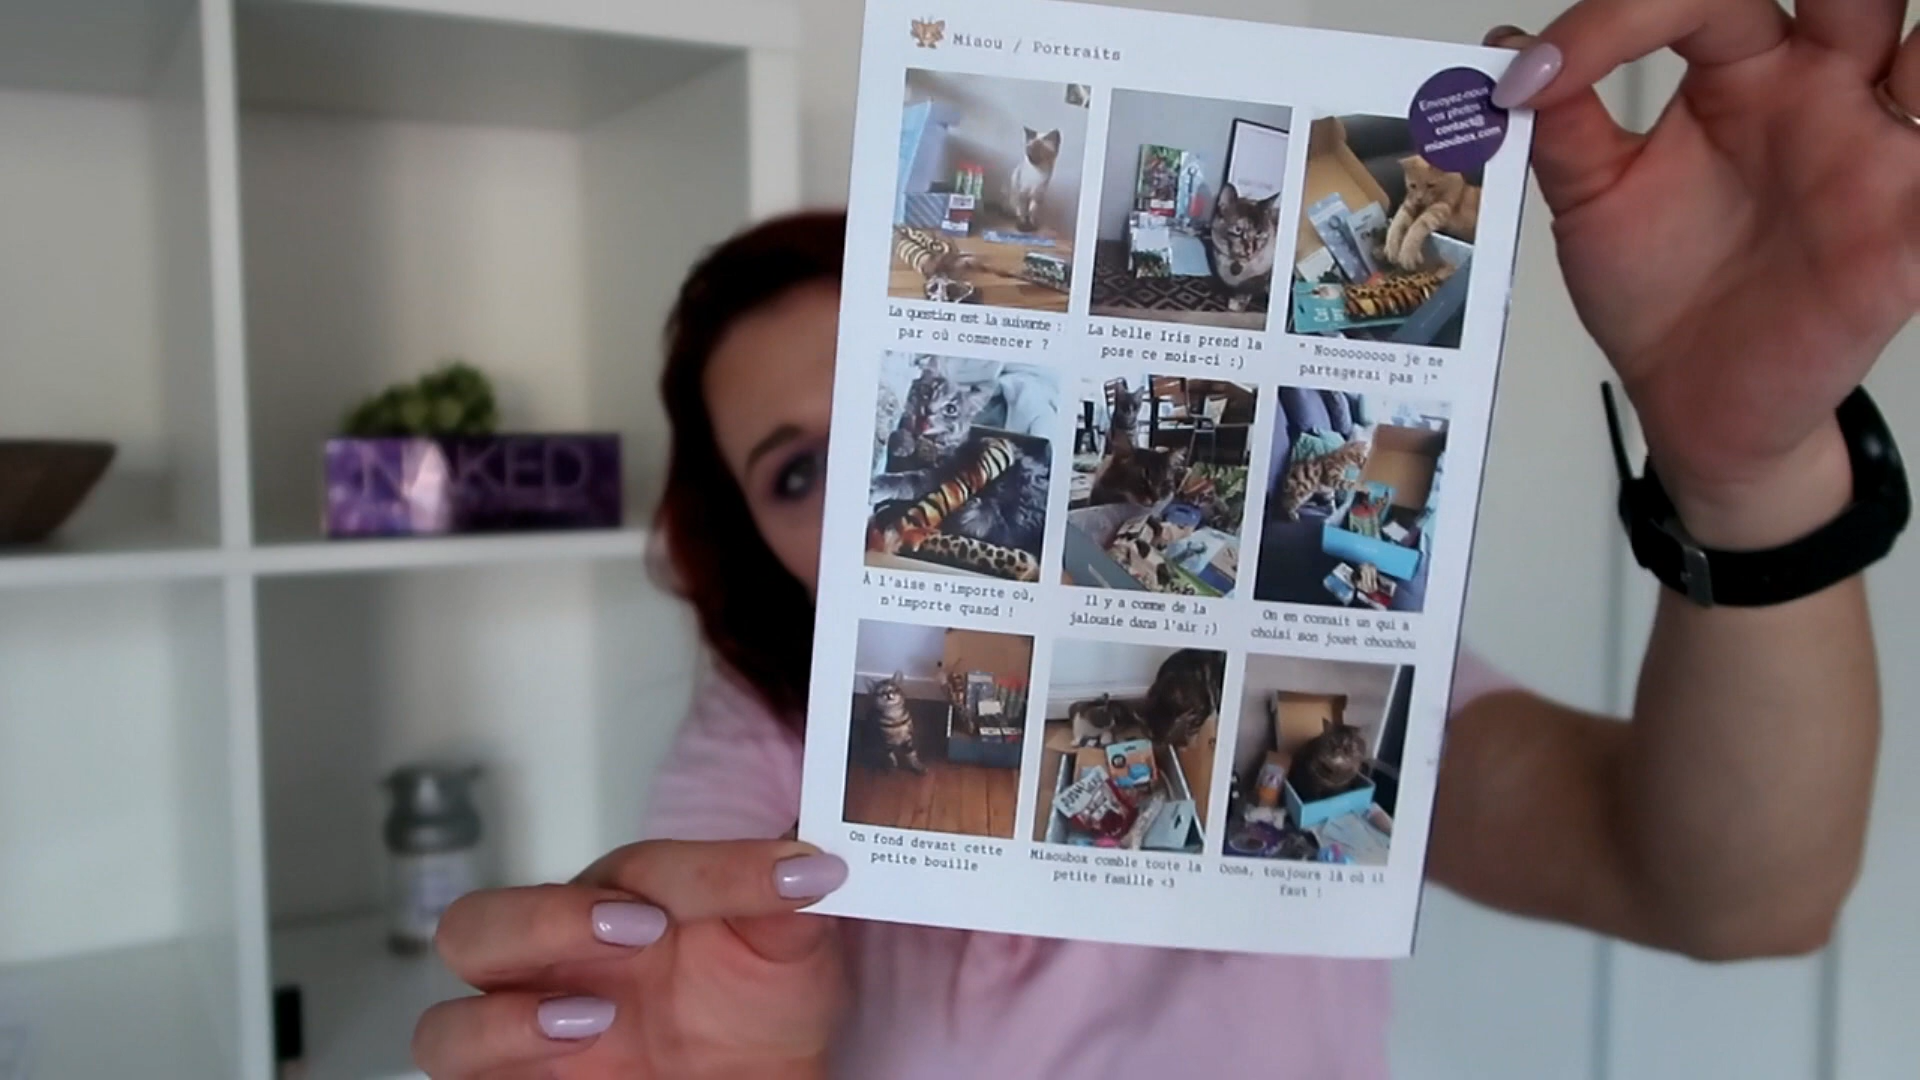 Miaou / Portraits
Envoyez-nous
vos photos :
contact@
miaoubox.com
La question est la suivante :
par où commencer ?
La belle Iris prend la
pose ce mois-ci :)
" Nooooooooon je ne
partagerai pas !"
À l'aise n'importe où,
n'importe quand !
Il y a comme de la
jalousie dans l'air ;)
On en connait un qui a
choisi son jouet chouchou
On fond devant cette
petite bouille
Miaoubox comble toute la
petite famille <3
Oona, toujours là où il
faut !
NAKED